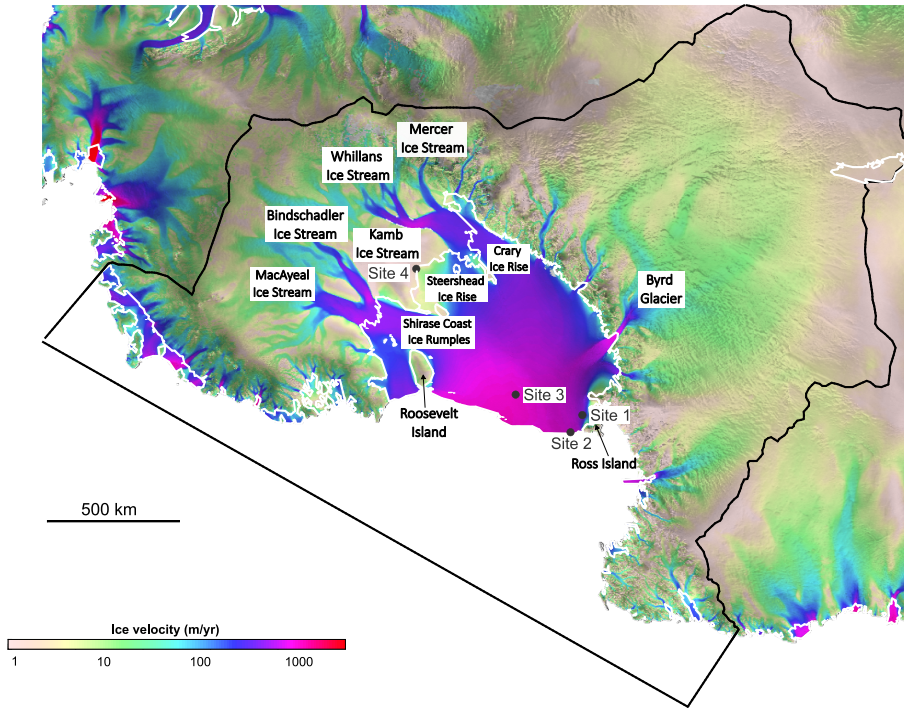 Mercer
Ice Stream
Whillans
Ice Stream
Bindschadler
Ice Stream
Kamb
Ice Stream
Site 4
Crary
Ice Rise
MacAyeal
Ice Stream
Steershead
Ice Rise
Byrd
Glacier
Shirase Coast
Ice Rumples
Site 3
Roosevelt
Island
Site 1
Site 2
Ross Island
500 km
Ice velocity (m/yr)
1 10 100 1000